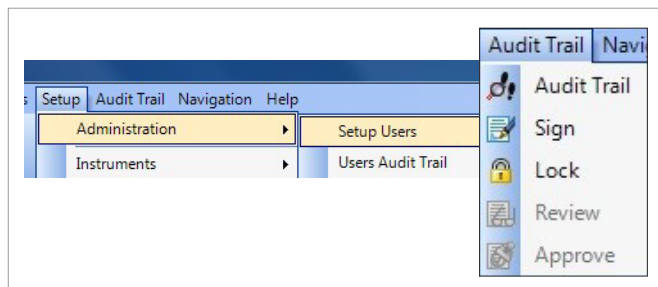 Setup Audit Trail Navigation Help
Administration
Setup Users
Instruments
Users Audit Trail
Audit Trail
Audit Trail
Sign
Lock
Review
Approve